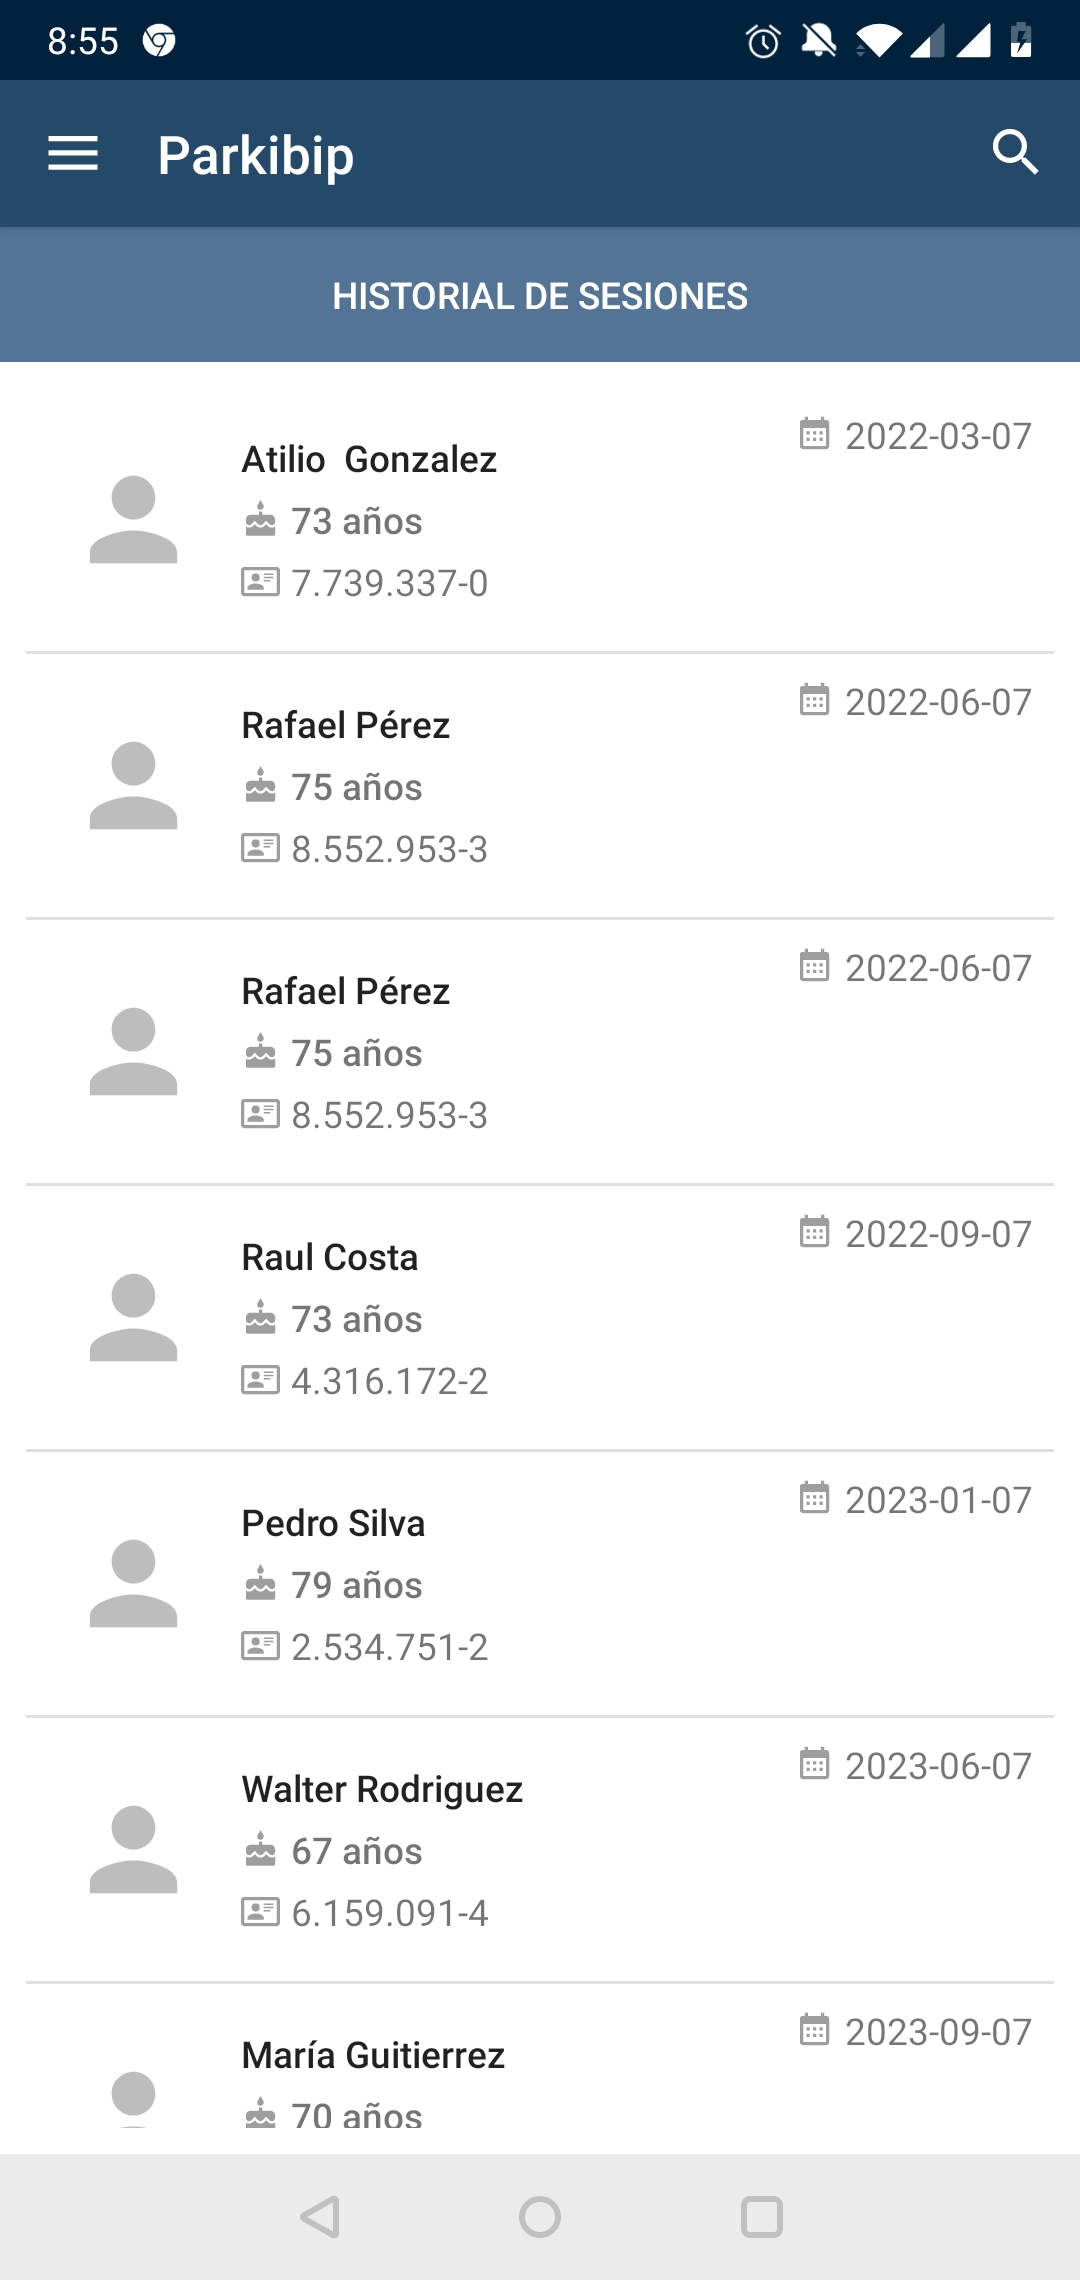 8:55
Parkibip
HISTORIAL DE SESIONES
2022-03-07
Atilio  Gonzalez
73 años
7.739.337-0
2022-06-07
Rafael Pérez
75 años
8.552.953-3
2022-06-07
Rafael Pérez
75 años
8.552.953-3
2022-09-07
Raul Costa
73 años
4.316.172-2
2023-01-07
Pedro Silva
79 años
2.534.751-2
2023-06-07
Walter Rodriguez
67 años
6.159.091-4
2023-09-07
María Guitierrez
70 años